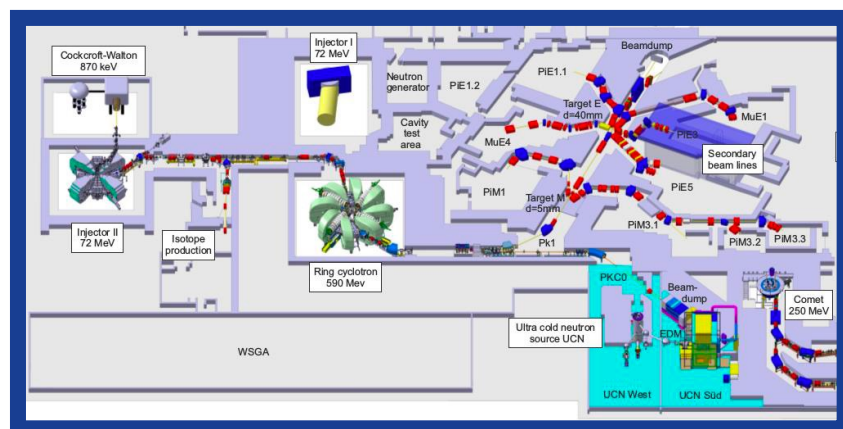 Cockcroft-Walton
870 keV
Injector I
72 MeV
Neutron
generator
PiE1.2
PiE1.1
Beamdump
Cavity
test
area
Target E
d=40mm
MuE4
MuE1
PiE3
Secondary
beam lines
PiM1
PiE5
Target M
d=5mm
PiM3.1
PiM3.2
PiM3.3
Pk1
Injector II
72 MeV
Isotope
production
Ring cyclotron
590 Mev
PKC0
Beam-
dump
Comet
250 MeV
Ultra cold neutron
source UCN
EDM
WSGA
UCN West
UCN Süd